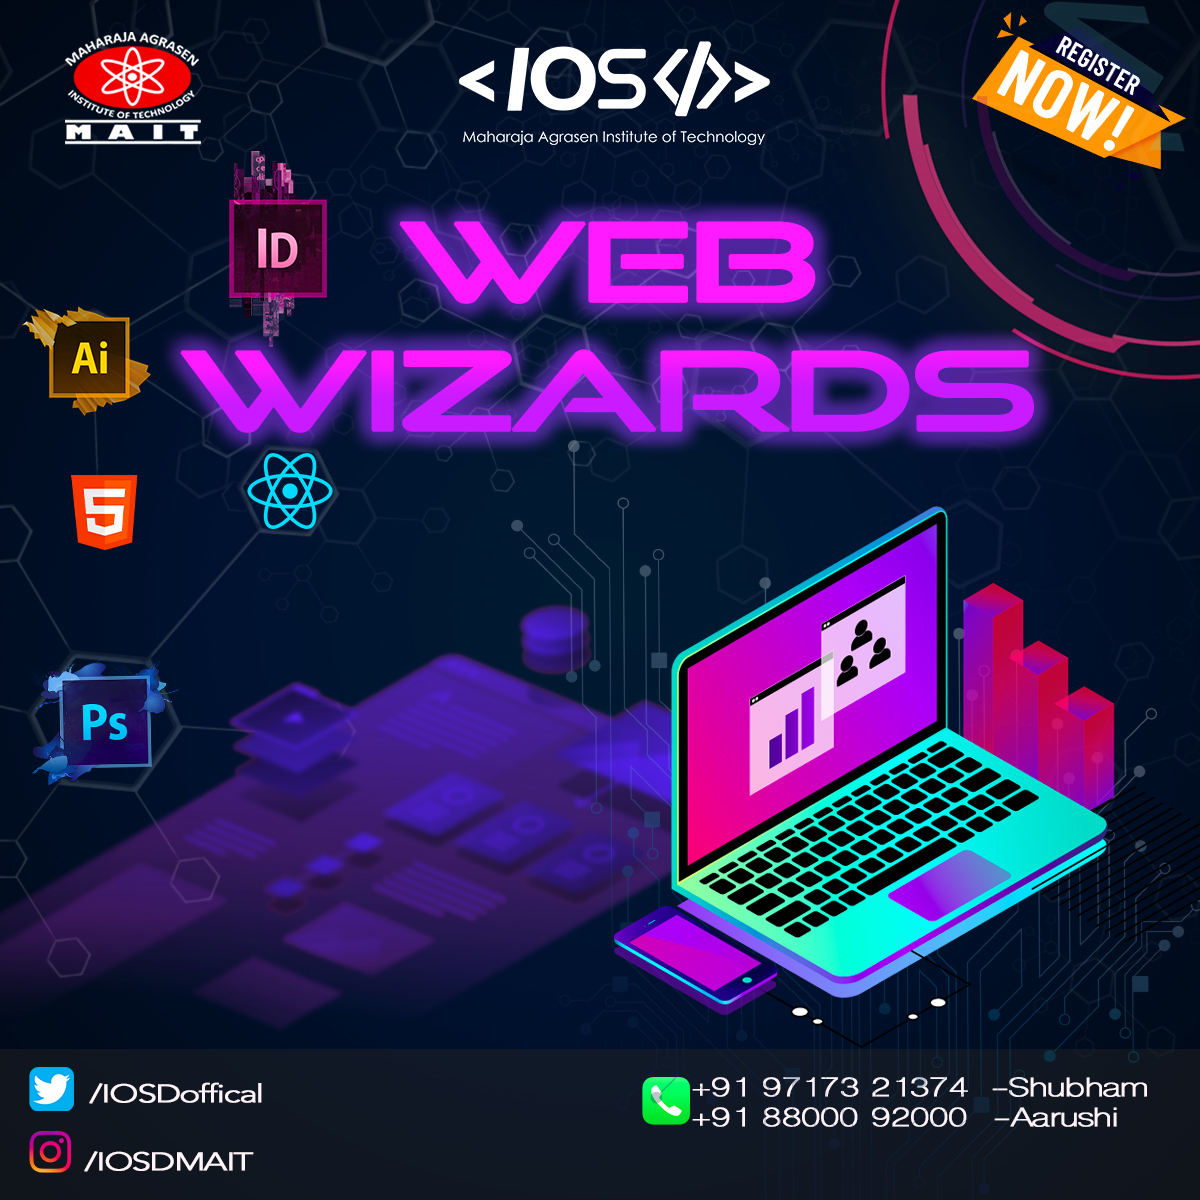 MAHARAJA AGRASEN
INSTITUTE OF TECHNOLOGY
MAIT
<IOS</>>
Maharaja Agrasen Institute of Technology
REGISTER
NOW!
ID
WEB
Ai
WIZARDS
5
Ps
/IOSDoffical
/IOSDMAIT
+91 97173 21374 -Shubham
+91 88000 92000 -Aarushi